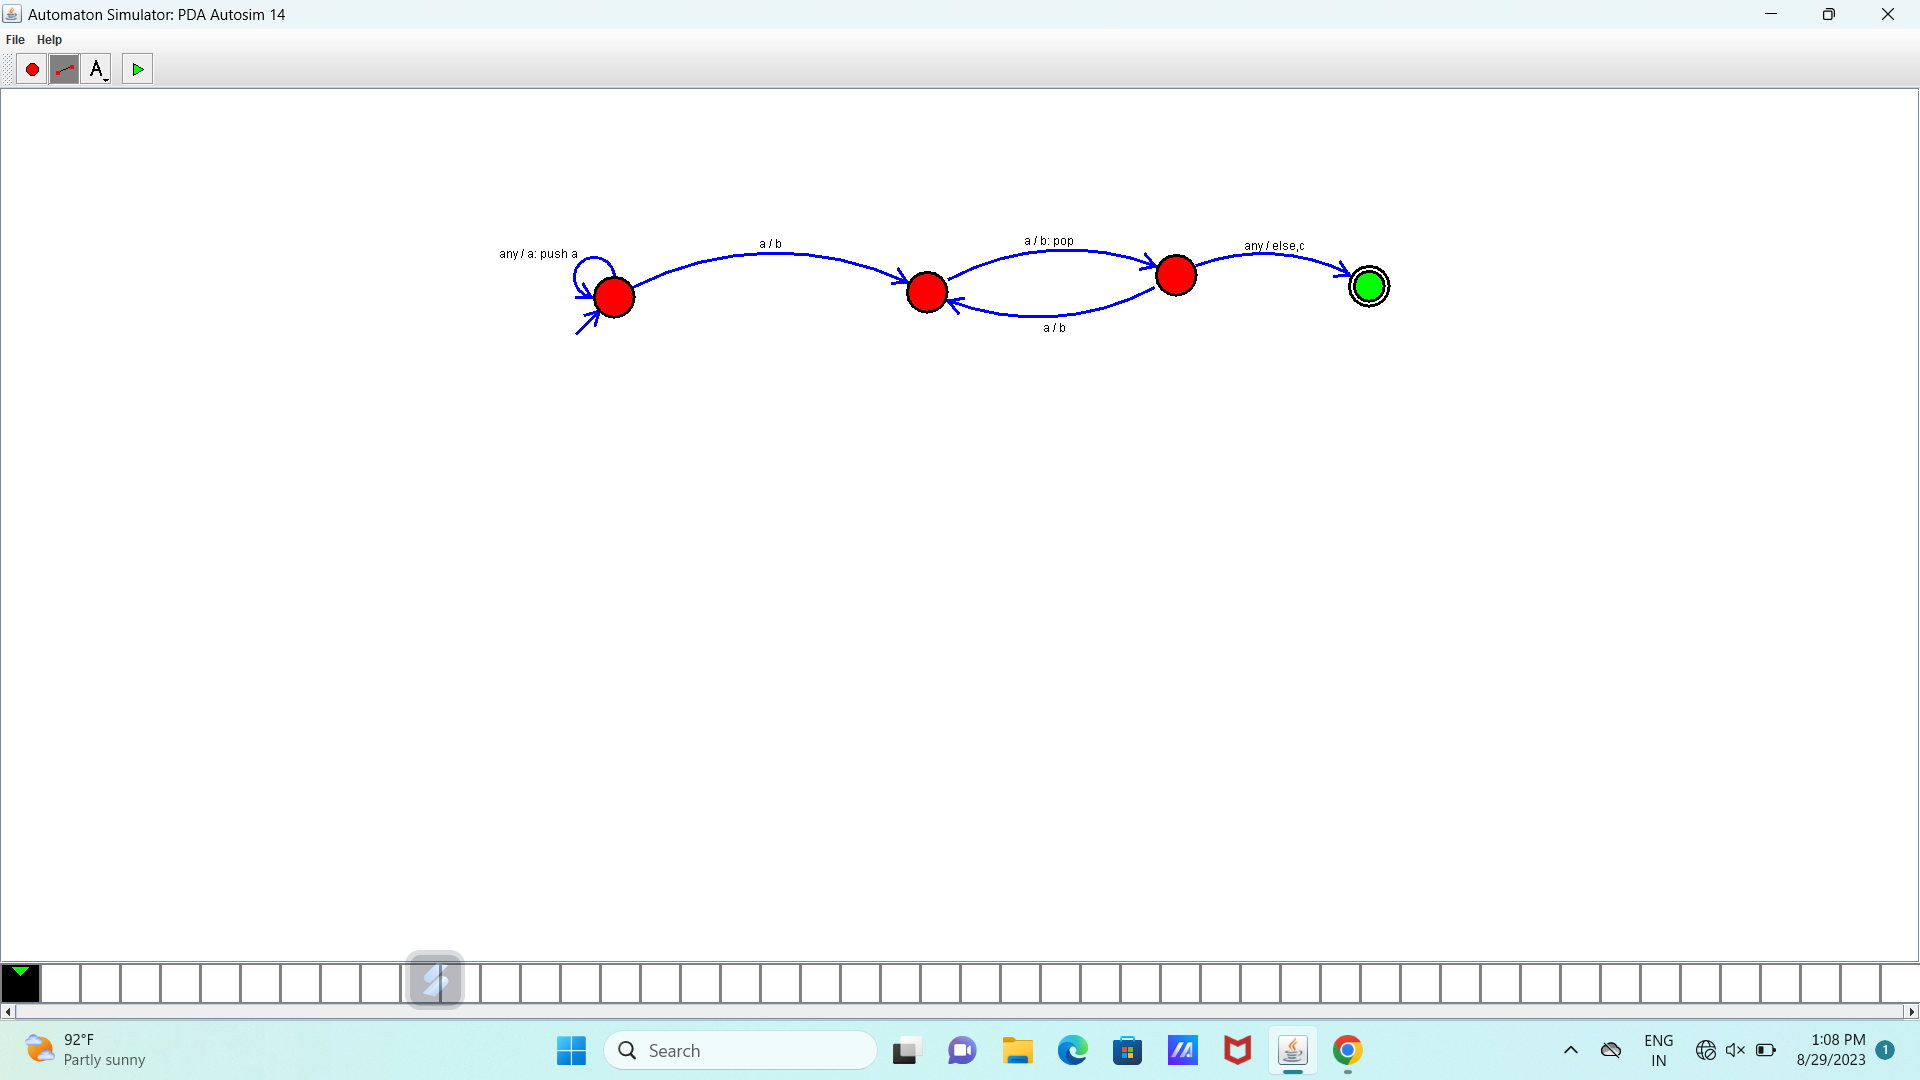 Automaton Simulator: PDA Autosim 14
File Help
A
any / a: push a
a / b
a / b: pop
any / else,c
a / b
92°F
Partly sunny
Search
ENG
IN
1:08 PM
8/29/2023
1